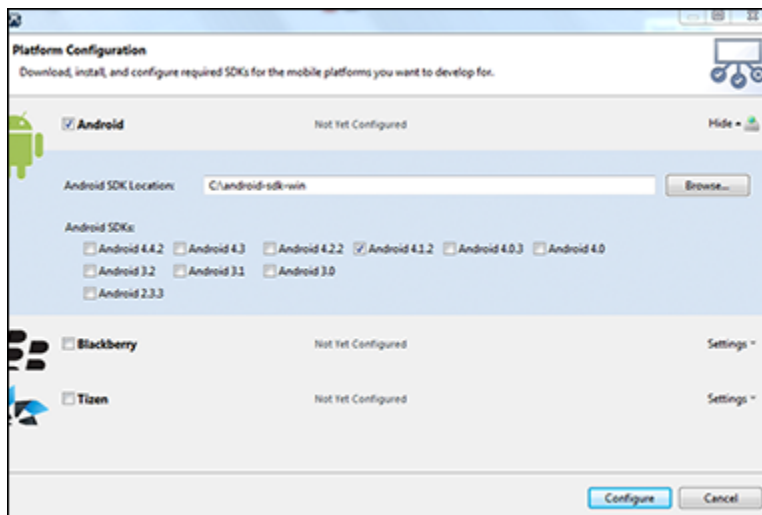 Platform Configuration
Download, install, and configure required SDKs for the mobile platforms you want to develop for.
Android Not Yet Configured Hide
Android SDK Location: C:\android-sdk-win Browse...
Android SDKs:
Android 4.4.2 Android 4.3 Android 4.2.2 Android 4.1.2 Android 4.0.3 Android 4.0
Android 3.2 Android 3.1 Android 3.0
Android 2.3.3
Blackberry Not Yet Configured Settings
Tizen Not Yet Configured Settings
Configure Cancel